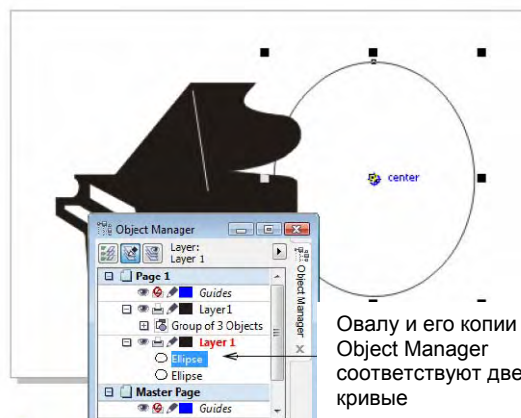 center
Object Manager
Layer:
Layer 1
Object Manager
Page 1
Guides
Layer1
Group of 3 Objects
Layer 1
Ellipse
Ellipse
Master Page
Guides
Овалу и его копии
Object Manager
соответствуют две
кривые